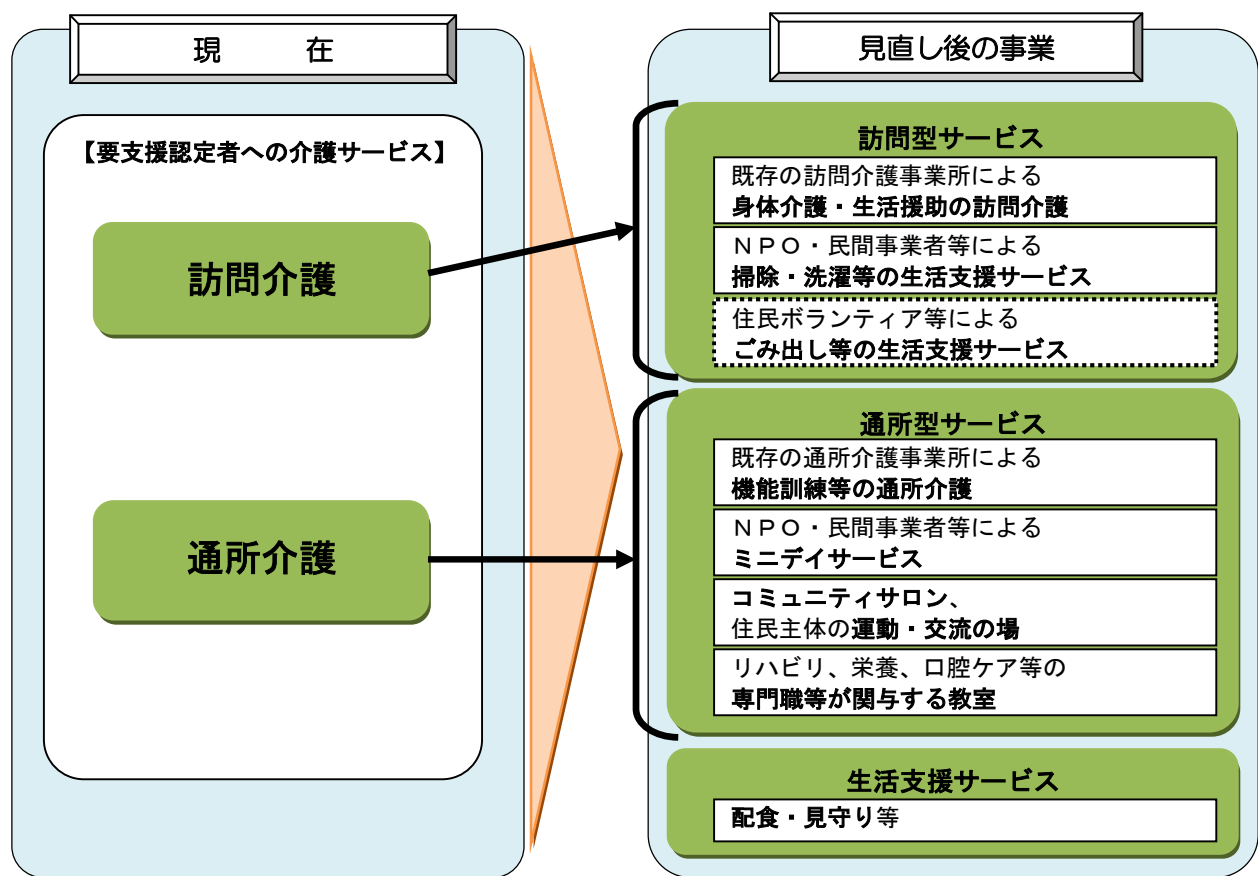 現　　在
【要支援認定者への介護サービス】
訪問介護
通所介護
見直し後の事業
訪問型サービス
既存の訪問介護事業所による
身体介護・生活援助の訪問介護
ＮＰＯ・民間事業者等による
掃除・洗濯等の生活支援サービス
住民ボランティア等による
ごみ出し等の生活支援サービス
通所型サービス
既存の通所介護事業所による
機能訓練等の通所介護
ＮＰＯ・民間事業者等による
ミニデイサービス
コミュニティサロン、
住民主体の運動・交流の場
リハビリ、栄養、口腔ケア等の
専門職等が関与する教室
生活支援サービス
配食・見守り等